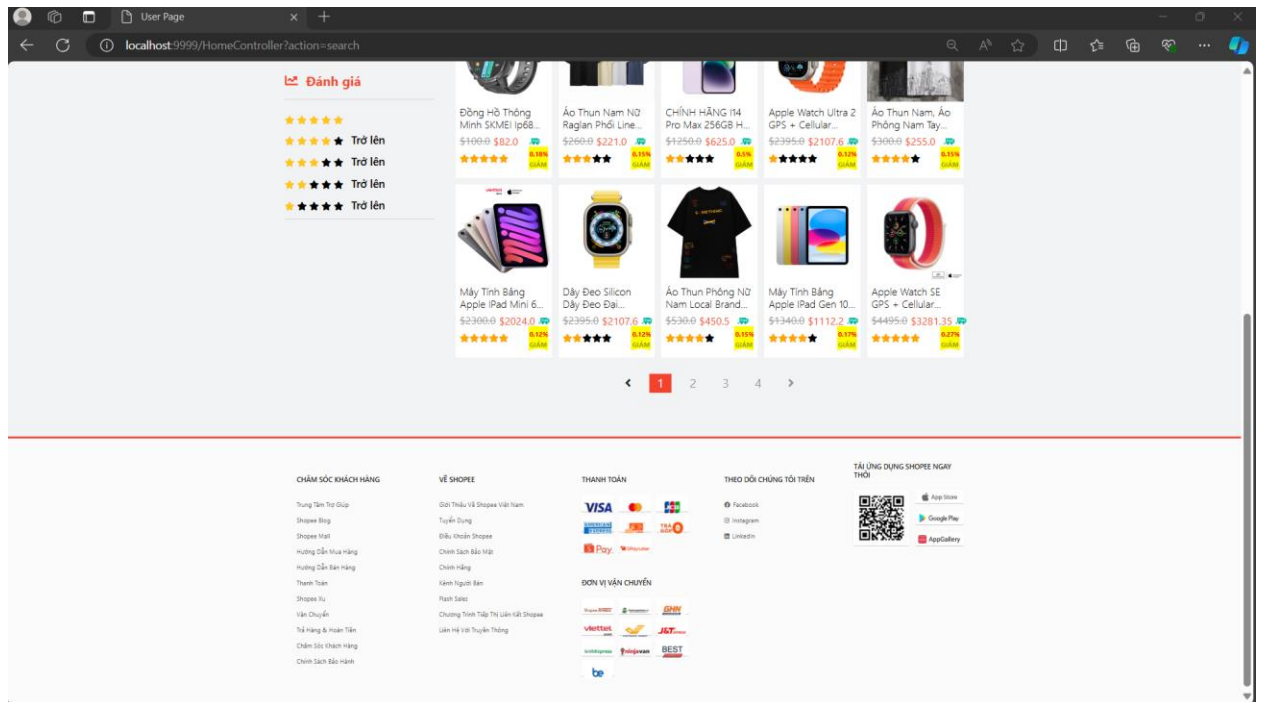 User Page
localhost:9999/HomeController?action=search
Đánh giá
Trở lên
Trở lên
Trở lên
Trở lên
Đồng Hồ Thông
Minh SKMEI Ip68...
$100.0 $82.0
0.18%
GIẢM
Áo Thun Nam Nữ
Raglan Phối Line...
$260.0 $221.0
0.15%
GIẢM
CHÍNH HÃNG I14
Pro Max 256GB H...
$1250.0 $625.0
0.5%
GIẢM
Apple Watch Ultra 2
GPS + Cellular...
$2395.0 $2107.6
0.12%
GIẢM
Áo Thun Nam, Áo
Phông Nam Tay...
$300.0 $255.0
0.15%
GIẢM
Máy Tính Bảng
Apple IPad Mini 6...
$2300.0 $2024.0
0.12%
GIẢM
Dây Đeo Silicon
Dây Đeo Đai...
$2395.0 $2107.6
0.12%
GIẢM
Áo Thun Phông Nữ
Nam Local Brand...
$530.0 $450.5
0.15%
GIẢM
Máy Tính Bảng
Apple IPad Gen 10...
$1340.0 $1112.2
0.17%
GIẢM
Apple Watch SE
GPS + Cellular...
$4495.0 $3281.35
0.27%
GIẢM
1 2 3 4
CHĂM SÓC KHÁCH HÀNG
Trung Tâm Trợ Giúp
Shopee Blog
Shopee Mall
Hướng Dẫn Mua Hàng
Hướng Dẫn Bán Hàng
Thanh Toán
Shopee Xu
Vận Chuyển
Trả Hàng & Hoàn Tiền
Chăm Sóc Khách Hàng
Chính Sách Bảo Hành
VỀ SHOPEE
Giới Thiệu Về Shopee Việt Nam
Tuyển Dụng
Điều Khoản Shopee
Chính Sách Bảo Mật
Chính Hãng
Kênh Người Bán
Flash Sales
Chương Trình Tiếp Thị Liên Kết Shopee
Liên Hệ Với Truyền Thông
THANH TOÁN
VISA
JCB
AMERICAN EXPRESS
TRẢ GÓP
Pay
ĐƠN VỊ VẬN CHUYỂN
GHN
viettel
J&T EXPRESS
ninjavan
BEST
be
THEO DÕI CHÚNG TÔI TRÊN
Facebook
Instagram
LinkedIn
TẢI ỨNG DỤNG SHOPEE NGAY
THÔI
App Store
Google Play
AppGallery